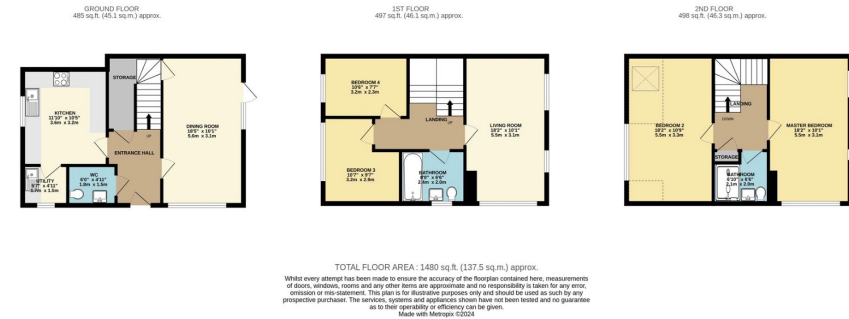 GROUND FLOOR
485 sq.ft. (45.1 sq.m.) approx.
STORAGE
KITCHEN
11'10" x 10'5"
3.6m x 3.2m
UP
DINING ROOM
18'5" x 10'1"
5.6m x 3.1m
ENTRANCE HALL
UTILITY
5'7" x 4'11"
1.7m x 1.5m
WC
6'0" x 4'11"
1.8m x 1.5m
1ST FLOOR
497 sq.ft. (46.1 sq.m.) approx.
BEDROOM 4
10'6" x 7'7"
3.2m x 2.3m
LANDING
UP
LIVING ROOM
18'2" x 10'1"
5.5m x 3.1m
BEDROOM 3
10'7" x 9'7"
3.2m x 2.9m
BATHROOM
8'0" x 6'6"
2.4m x 2.0m
2ND FLOOR
498 sq.ft. (46.3 sq.m.) approx.
BEDROOM 2
18'2" x 10'9"
5.5m x 3.3m
LANDING
DOWN
MASTER BEDROOM
18'2" x 10'1"
5.5m x 3.1m
STORAGE
BATHROOM
6'10" x 6'6"
2.1m x 2.0m
TOTAL FLOOR AREA : 1480 sq.ft. (137.5 sq.m.) approx.
Whilst every attempt has been made to ensure the accuracy of the floorplan contained here, measurements
of doors, windows, rooms and any other items are approximate and no responsibility is taken for any error,
omission or mis-statement. This plan is for illustrative purposes only and should be used as such by any
prospective purchaser. The services, systems and appliances shown have not been tested and no guarantee
as to their operability or efficiency can be given.
Made with Metropix ©2024